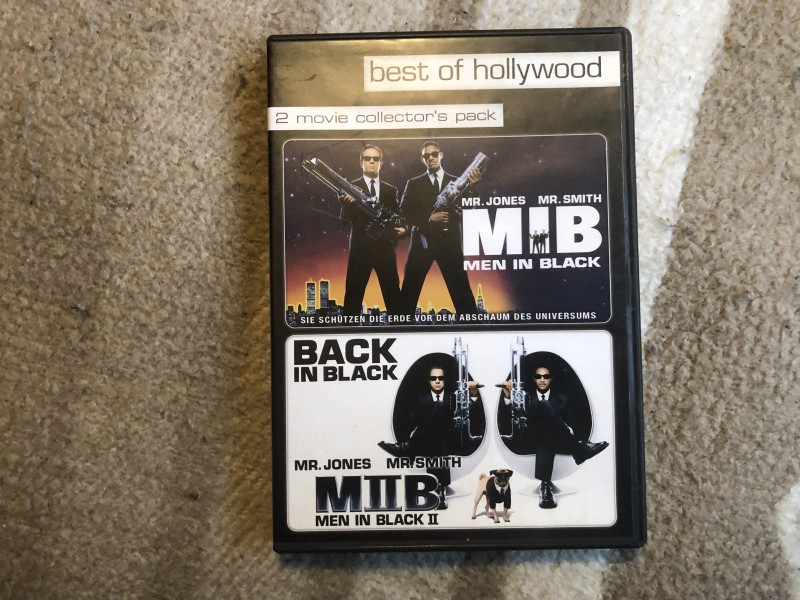 best of hollywood
2 movie collector's pack
MR. JONES MR. SMITH
MIB
MEN IN BLACK
SIE SCHÜTZEN DIE ERDE VOR DEM ABSCHAUM DES UNIVERSUMS
BACK
IN BLACK
MR. JONES MR. SMITH
MIIB
MEN IN BLACK II